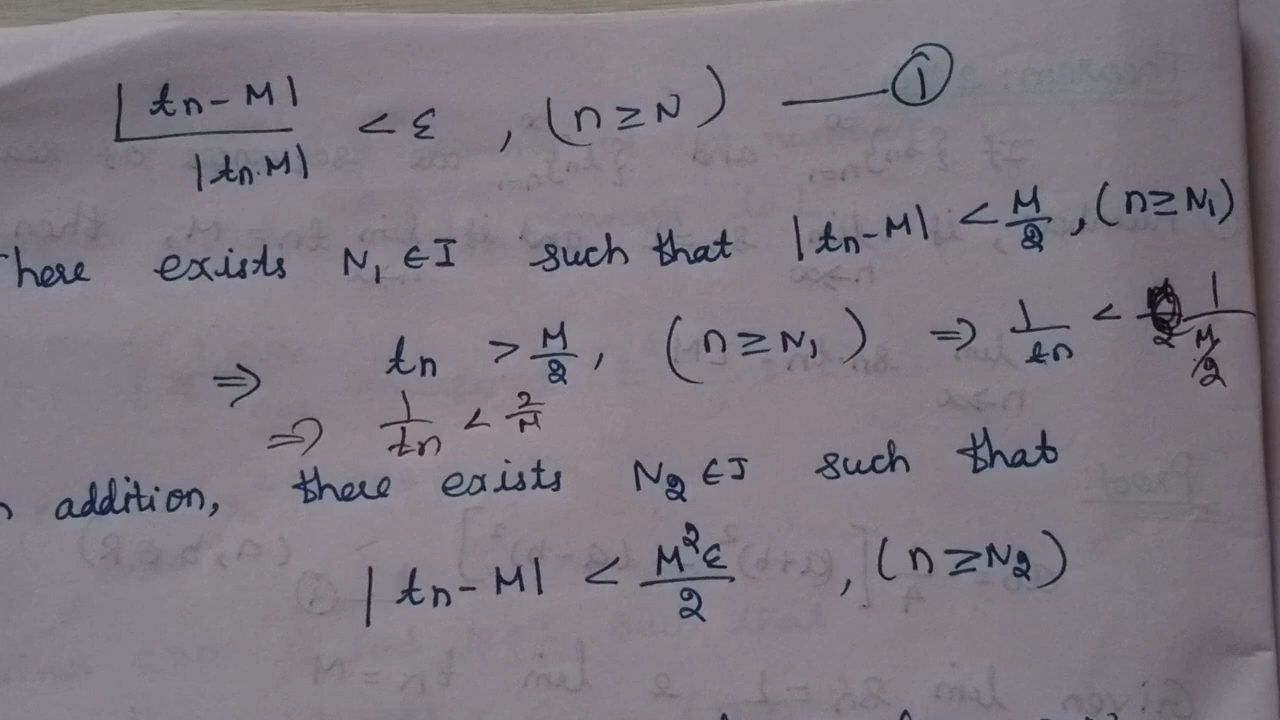 |tn-M| / |tn.M| < ε , (n≥N) —— ①
here exists N₁ ∈ I such that |tn-M| < M/2 , (n≥N₁)
⇒ tn > M/2 , (n≥N₁) ⇒ 1/tn < 1/(M/2)
⇒ 1/tn < 2/M
addition, there exists N₂ ∈ I such that
|tn-M| < M²ε/2 , (n≥N₂)